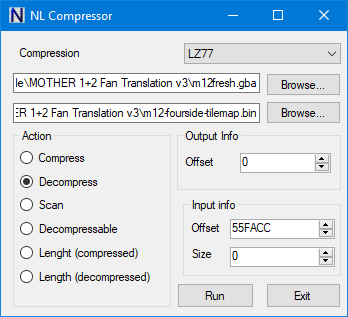 NL Compressor
Compression
LZ77
le\MOTHER 1+2 Fan Translation v3\m12fresh.gba
Browse...
ER 1+2 Fan Translation v3\m12-fourside-tilemap.bin
Browse...
Action
Compress
Decompress
Scan
Decompressable
Lenght (compressed)
Length (decompressed)
Output Info
Offset
0
Input info
Offset
55FACC
Size
0
Run
Exit